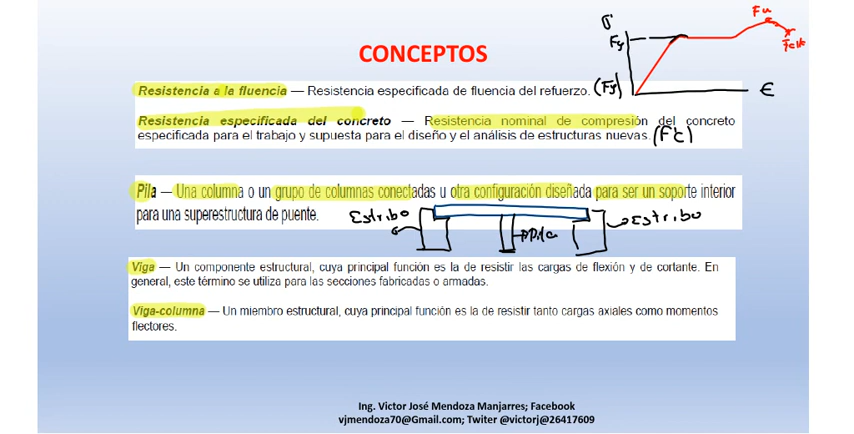 σ
Fu
Fy
Fck
CONCEPTOS
Resistencia a la fluencia — Resistencia especificada de fluencia del refuerzo. (Fy)
ϵ
Resistencia especificada del concreto — Resistencia nominal de compresión del concreto
especificada para el trabajo y supuesta para el diseño y el análisis de estructuras nuevas. (F'c)
Pila — Una columna o un grupo de columnas conectadas u otra configuración diseñada para ser un soporte interior
para una superestructura de puente.
Estribo
Pila
Estribo
Viga — Un componente estructural, cuya principal función es la de resistir las cargas de flexión y de cortante. En
general, este término se utiliza para las secciones fabricadas o armadas.
Viga-columna — Un miembro estructural, cuya principal función es la de resistir tanto cargas axiales como momentos
flectores.
Ing. Victor José Mendoza Manjarres; Facebook
vjmendoza70@Gmail.com; Twiter @victorj@26417609